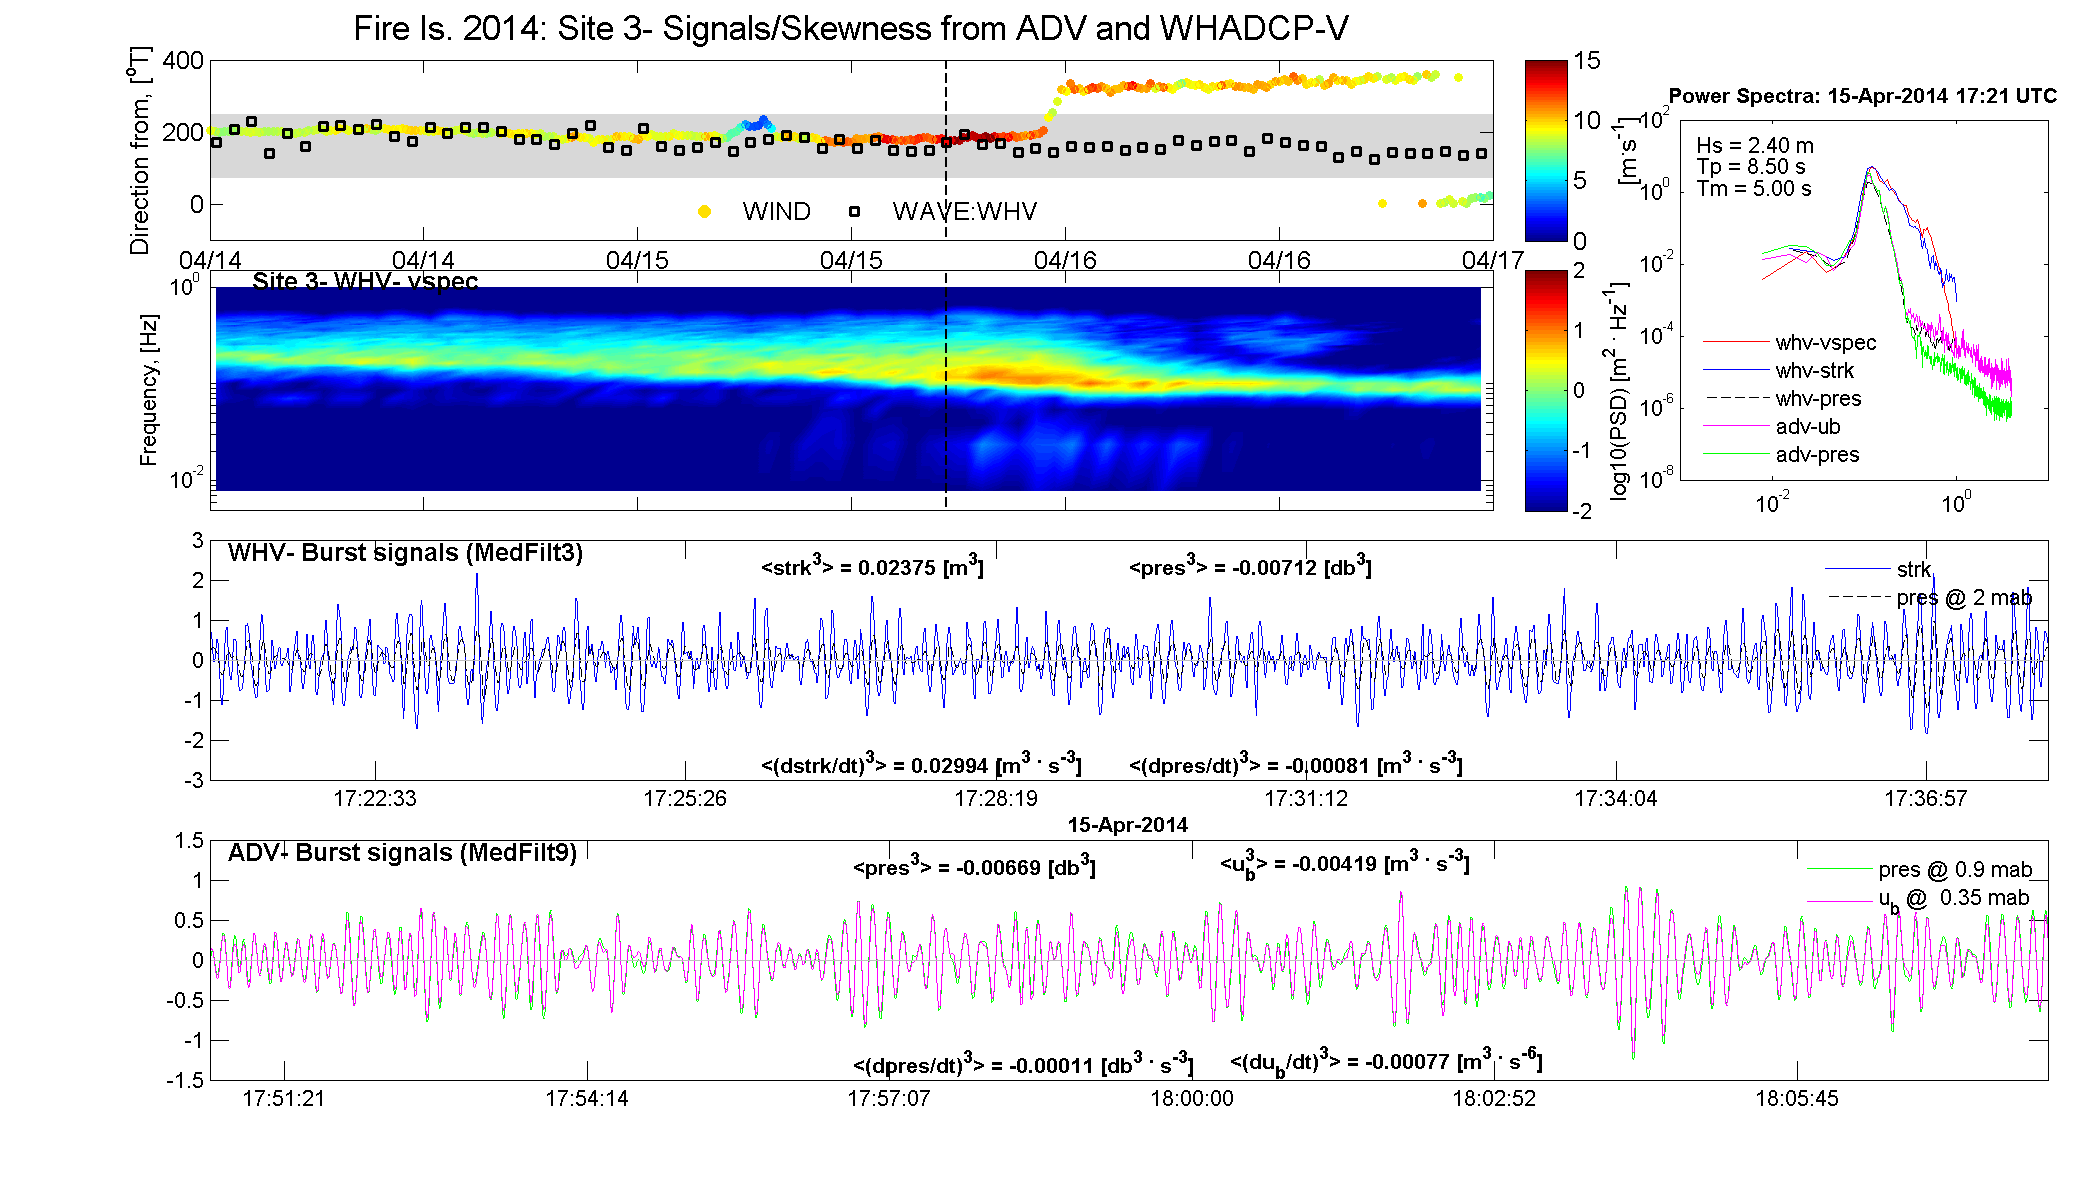 Fire Is. 2014: Site 3- Signals/Skewness from ADV and WHADCP-V
Direction from, [°T]
400
200
0
WIND
WAVE:WHV
04/14
04/14
04/15
04/15
04/16
04/16
04/17
15
10
5
0
[m·s⁻¹]
Site 3- WHV- vspec
Frequency, [Hz]
10⁰
10⁻²
2
1
0
-1
-2
log10(PSD) [m² · Hz⁻¹]
Power Spectra: 15-Apr-2014 17:21 UTC
Hs = 2.40 m
Tp = 8.50 s
Tm = 5.00 s
10²
10⁰
10⁻²
10⁻⁴
10⁻⁶
10⁻⁸
whv-vspec
whv-strk
whv-pres
adv-ub
adv-pres
10⁻²
10⁰
WHV- Burst signals (MedFilt3)
<strk³> = 0.02375 [m³]
<pres³> = -0.00712 [db³]
strk
pres @ 2 mab
3
2
1
0
-1
-2
-3
<(dstrk/dt)³> = 0.02994 [m³ · s⁻³]
<(dpres/dt)³> = -0.00081 [m³ · s⁻³]
17:22:33
17:25:26
17:28:19
17:31:12
17:34:04
17:36:57
15-Apr-2014
ADV- Burst signals (MedFilt9)
<pres³> = -0.00669 [db³]
<u_b³> = -0.00419 [m³ · s⁻³]
pres @ 0.9 mab
u_b @ 0.35 mab
1.5
1
0.5
0
-0.5
-1
-1.5
<(dpres/dt)³> = -0.00011 [db³ · s⁻³]
<(du_b/dt)³> = -0.00077 [m³ · s⁻⁶]
17:51:21
17:54:14
17:57:07
18:00:00
18:02:52
18:05:45